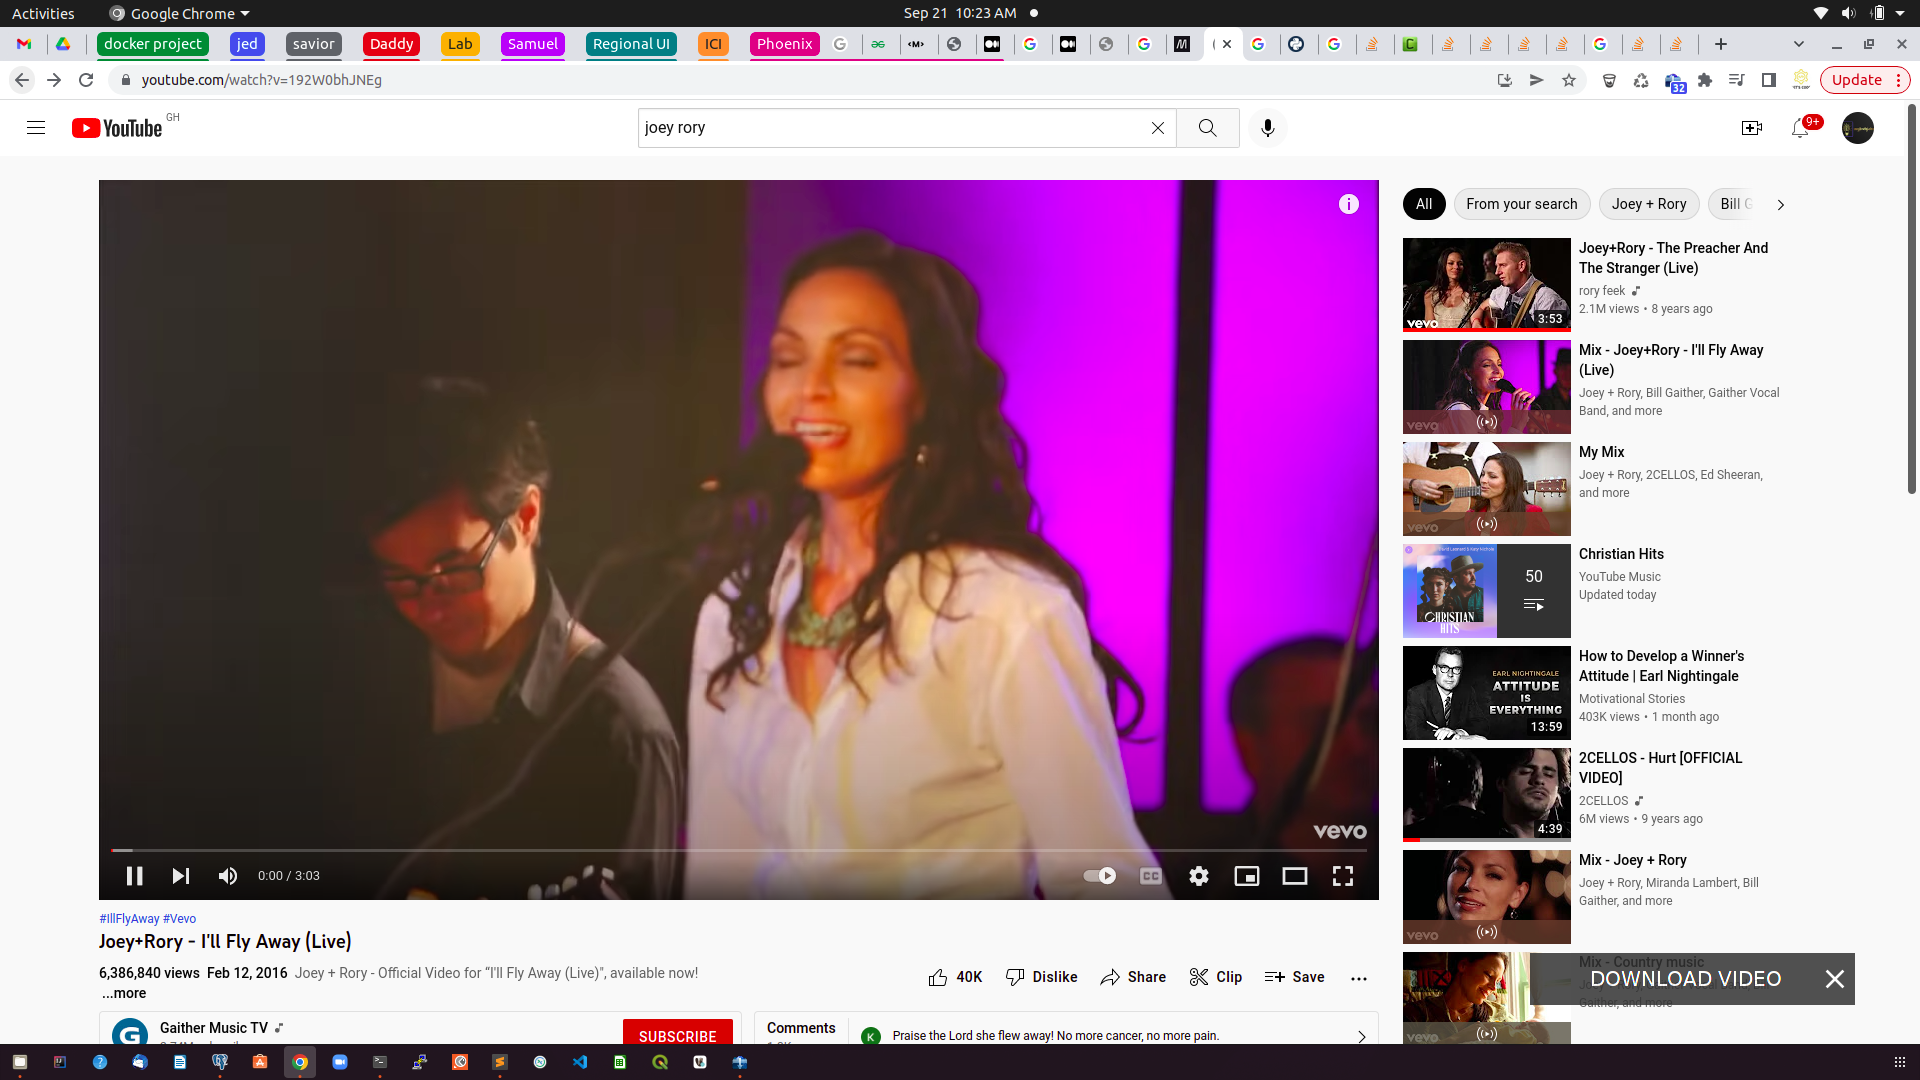 Activities
Google Chrome
Sep 21 10:23 AM
docker project
jed
savior
Daddy
Lab
Samuel
Regional UI
ICI
Phoenix
youtube.com/watch?v=192W0bhJNEg
32
Update
YouTube GH
joey rory
9+
vevo
0:00 / 3:03
CC
#IllFlyAway #Vevo
Joey+Rory - I'll Fly Away (Live)
6,386,840 views Feb 12, 2016 Joey + Rory - Official Video for “I'll Fly Away (Live)", available now!
...more
40K
Dislike
Share
Clip
Save
Gaither Music TV
SUBSCRIBE
Comments
K
Praise the Lord she flew away! No more cancer, no more pain.
All
From your search
Joey + Rory
Bill G
vevo
3:53
Joey+Rory - The Preacher And
The Stranger (Live)
rory feek
2.1M views • 8 years ago
vevo
Mix - Joey+Rory - I'll Fly Away
(Live)
Joey + Rory, Bill Gaither, Gaither Vocal
Band, and more
vevo
My Mix
Joey + Rory, 2CELLOS, Ed Sheeran,
and more
CHRISTIAN
HITS
50
Christian Hits
YouTube Music
Updated today
EARL NIGHTINGALE
ATTITUDE
IS
EVERYTHING
13:59
How to Develop a Winner's
Attitude | Earl Nightingale
Motivational Stories
403K views • 1 month ago
4:39
2CELLOS - Hurt [OFFICIAL
VIDEO]
2CELLOS
6M views • 9 years ago
vevo
Mix - Joey + Rory
Joey + Rory, Miranda Lambert, Bill
Gaither, and more
vevo
Mix - Country music
Gaither, and more
DOWNLOAD VIDEO